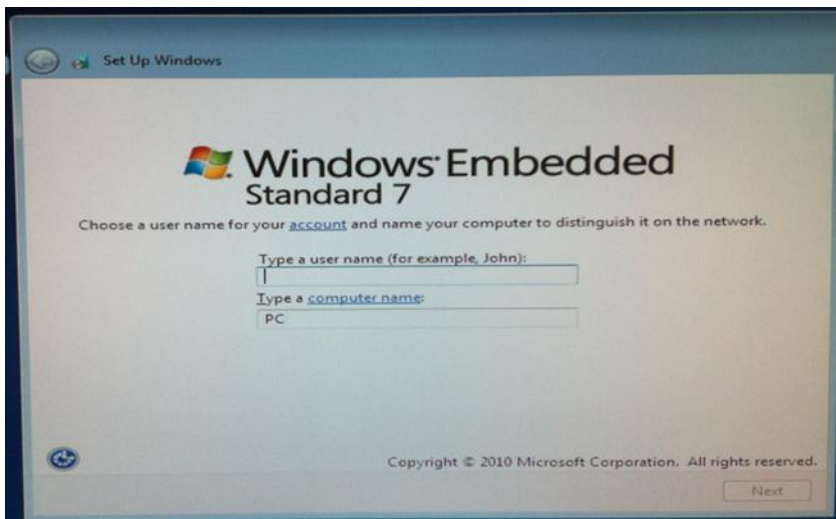 Set Up Windows
Windows® Embedded
Standard 7
Choose a user name for your account and name your computer to distinguish it on the network.
Type a user name (for example, John):
Type a computer name:
PC
Copyright © 2010 Microsoft Corporation. All rights reserved.
Next